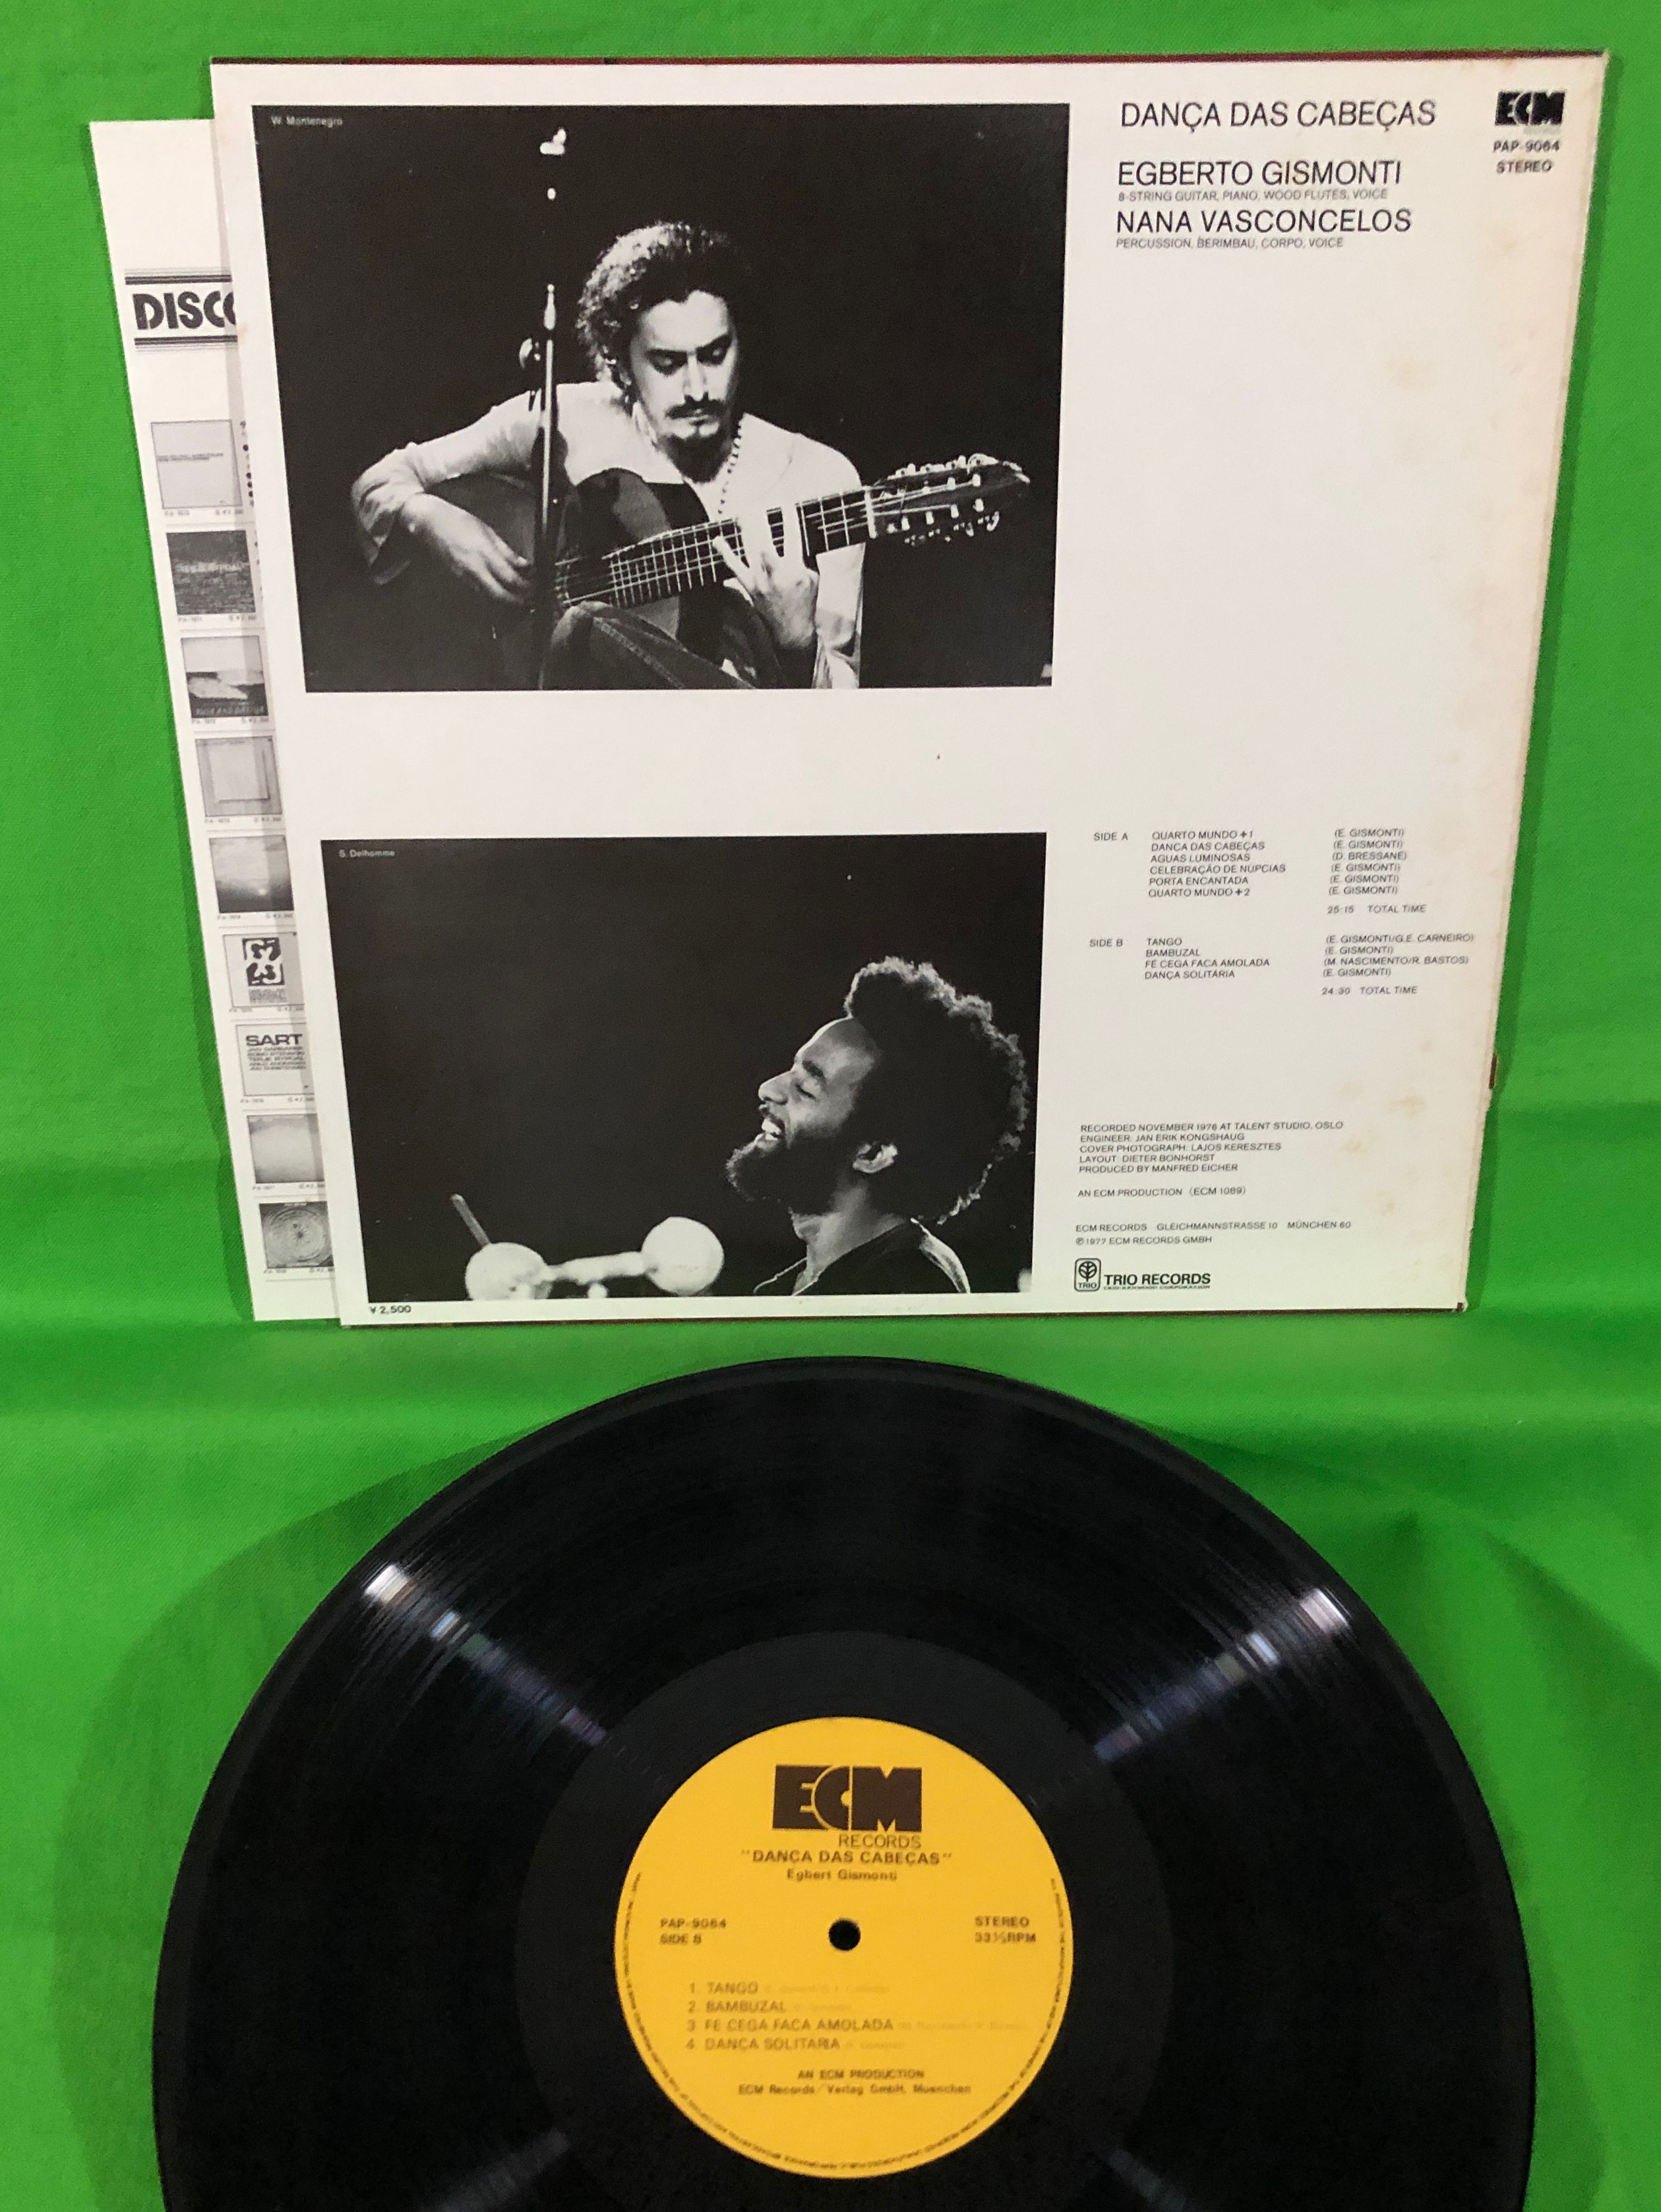 W. Montenegro
DANÇA DAS CABEÇAS
EGBERTO GISMONTI
8-STRING GUITAR, PIANO, WOOD FLUTES, VOICE
NANA VASCONCELOS
PERCUSSION, BERIMBAU, CORPO, VOICE
ECM
PAP-9064
STEREO
DISCO
SART
S. Delhomme
SIDE A
QUARTO MUNDO +1 (E. GISMONTI)
DANCA DAS CABEÇAS (E. GISMONTI)
AGUAS LUMINOSAS (D. BRESSANE)
CELEBRAÇÃO DE NÚPCIAS (E. GISMONTI)
PORTA ENCANTADA (E. GISMONTI)
QUARTO MUNDO +2 (E. GISMONTI)
25:15 TOTAL TIME
SIDE B
TANGO (E. GISMONTI/G.E. CARNEIRO)
BAMBUZAL (E. GISMONTI)
FÉ CEGA FACA AMOLADA (M. NASCIMENTO/R. BASTOS)
DANÇA SOLITÁRIA (E. GISMONTI)
24:30 TOTAL TIME
RECORDED NOVEMBER 1976 AT TALENT STUDIO, OSLO
ENGINEER: JAN ERIK KONGSHAUG
COVER PHOTOGRAPH: LAJOS KERESZTES
LAYOUT: DIETER BONHORST
PRODUCED BY MANFRED EICHER
AN ECM PRODUCTION (ECM 1089)
ECM RECORDS GLEICHMANNSTRASSE 10 MÜNCHEN 60
℗ 1977 ECM RECORDS GMBH
TRIO
TRIO RECORDS
¥ 2,500
ECM
RECORDS
"DANÇA DAS CABEÇAS"
Egbert Gismonti
PAP-9064
SIDE B
STEREO
33⅓RPM
1. TANGO
2. BAMBUZAL
3. FE CEGA FACA AMOLADA
4. DANÇA SOLITARIA
AN ECM PRODUCTION
ECM Records/Verlag GmbH, Muenchen